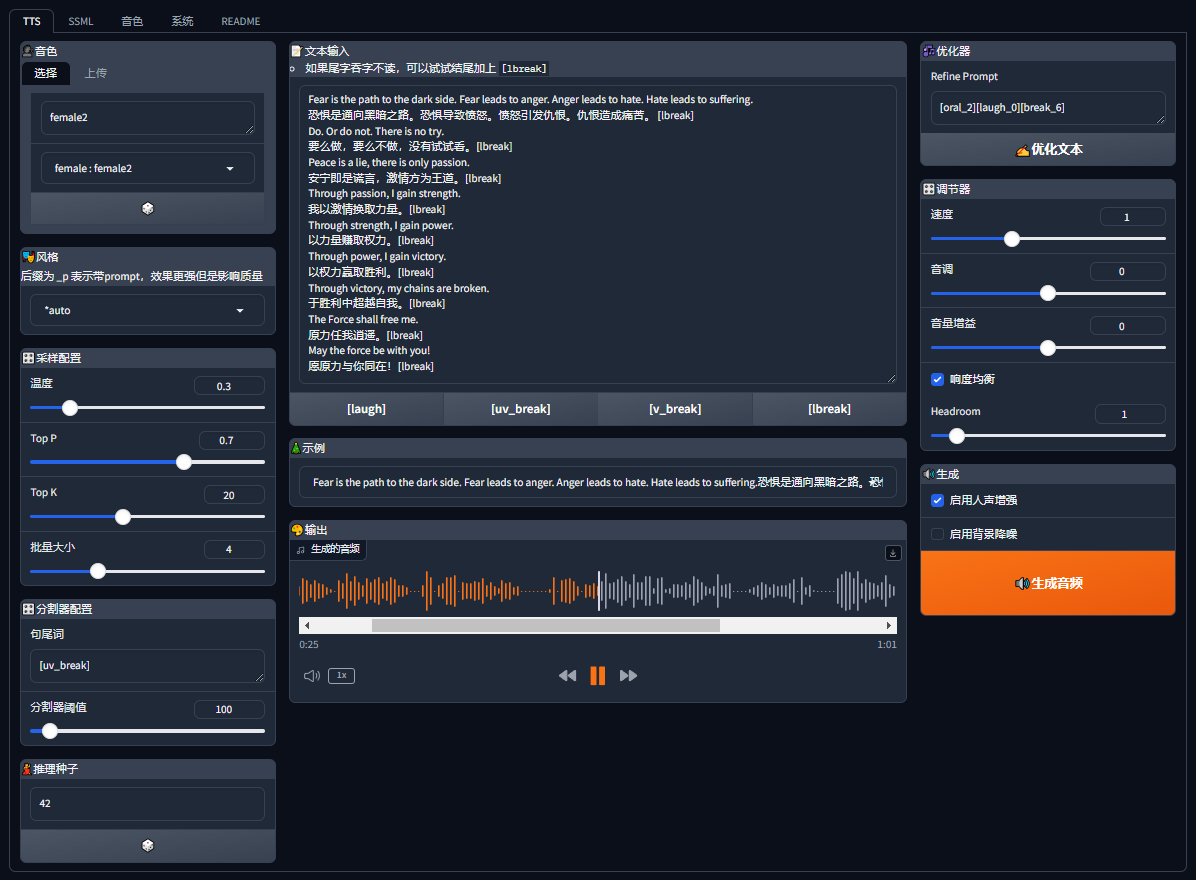 TTS
SSML
音色
系统
README
音色
选择
上传
female2
female : female2
风格
后缀为 _p 表示带prompt，效果更强但是影响质量
*auto
采样配置
温度
0.3
Top P
0.7
Top K
20
批量大小
4
分割器配置
句尾词
[uv_break]
分割器阈值
100
推理种子
42
文本输入
如果尾字吞字不读，可以试试结尾加上 [lbreak]
Fear is the path to the dark side. Fear leads to anger. Anger leads to hate. Hate leads to suffering.
恐惧是通向黑暗之路。恐惧导致愤怒。愤怒引发仇恨。仇恨造成痛苦。 [lbreak]
Do. Or do not. There is no try.
要么做，要么不做，没有试试看。[lbreak]
Peace is a lie, there is only passion.
安宁即是谎言，激情方为王道。[lbreak]
Through passion, I gain strength.
我以激情换取力量。[lbreak]
Through strength, I gain power.
以力量赚取权力。[lbreak]
Through power, I gain victory.
以权力赢取胜利。[lbreak]
Through victory, my chains are broken.
于胜利中超越自我。[lbreak]
The Force shall free me.
原力任我逍遥。[lbreak]
May the force be with you!
愿原力与你同在！[lbreak]
[laugh]
[uv_break]
[v_break]
[lbreak]
示例
Fear is the path to the dark side. Fear leads to anger. Anger leads to hate. Hate leads to suffering.恐惧是通向黑暗之路。恐
输出
生成的音频
0:25
1:01
1x
优化器
Refine Prompt
[oral_2][laugh_0][break_6]
优化文本
调节器
速度
1
音调
0
音量增益
0
响度均衡
Headroom
1
生成
启用人声增强
启用背景降噪
生成音频